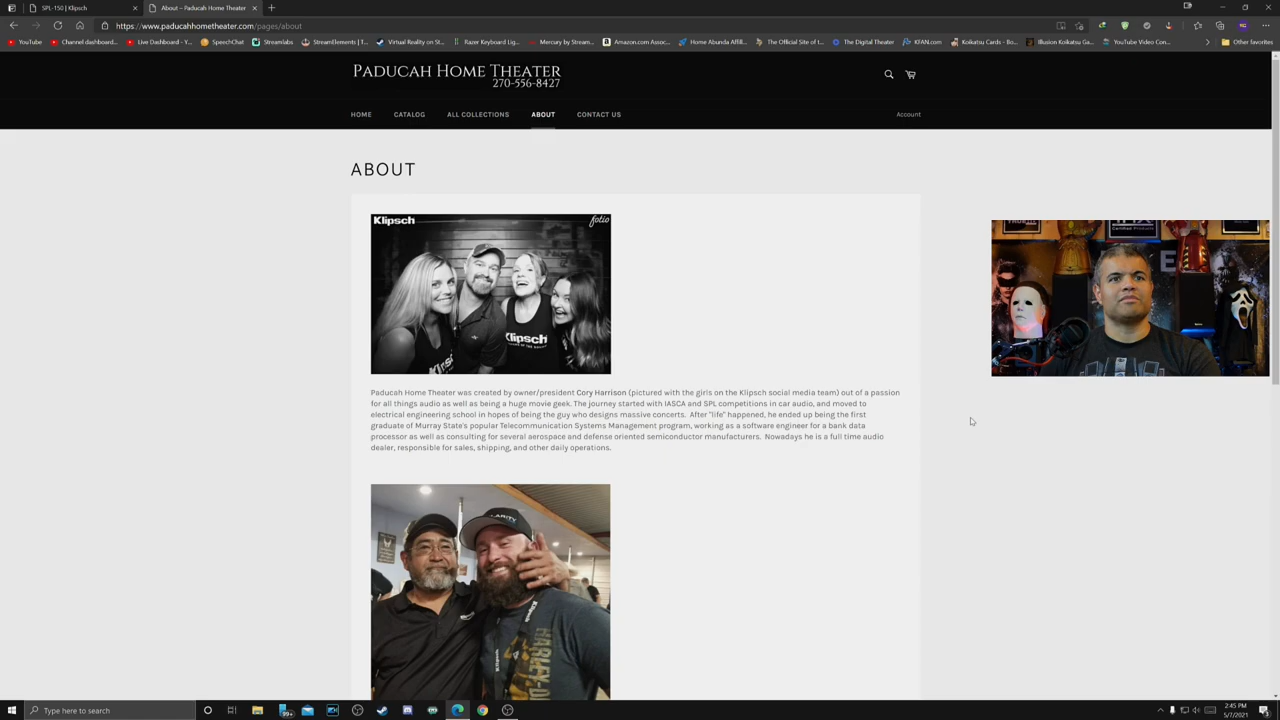 SPL-150 | Klipsch
About – Paducah Home Theater
https://www.paducahhometheater.com/pages/about
YouTube
Channel dashboard...
Live Dashboard - Y...
SpeechChat
Streamlabs
StreamElements | T...
Virtual Reality on St...
Razer Keyboard Lig...
Mercury by Stream...
Amazon.com Assoc...
Home Abunda Affil...
The Official Site of t...
The Digital Theater
KFAN.com
Koikatsu Cards - Bo...
Illusion Koikatsu Ga...
YouTube Video Con...
Other favorites
PADUCAH HOME THEATER
270-556-8427
HOME
CATALOG
ALL COLLECTIONS
ABOUT
CONTACT US
Account
ABOUT
Klipsch
folio
Klipsch
Certified Products
Paducah Home Theater was created by owner/president Cory Harrison (pictured with the girls on the Klipsch social media team) out of a passion
for all things audio as well as being a huge movie geek. The journey started with IASCA and SPL competitions in car audio, and moved to
electrical engineering school in hopes of being the guy who designs massive concerts. After "life" happened, he ended up being the first
graduate of Murray State's popular Telecommunication Systems Management program, working as a software engineer for a bank data
processor as well as consulting for several aerospace and defense oriented semiconductor manufacturers. Nowadays he is a full time audio
dealer, responsible for sales, shipping, and other daily operations.
Klipsch
Type here to search
99+
2:45 PM
5/7/2021